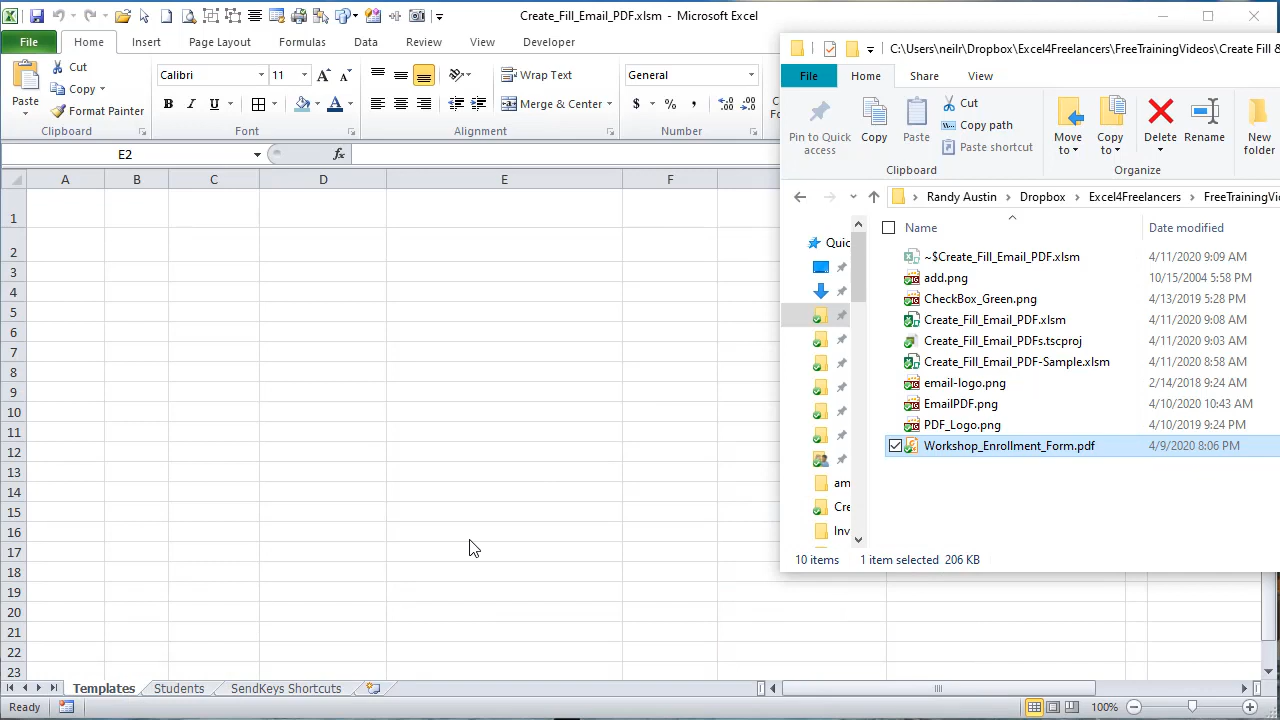 Create_Fill_Email_PDF.xlsm - Microsoft Excel
File Home Insert Page Layout Formulas Data Review View Developer
Cut
Copy
Format Painter
Paste
Clipboard
Calibri 11
B I U
Font
Wrap Text
Merge & Center
Alignment
General
$ % ,
Number
E2 fx
A B C D E F
1
2
3
4
5
6
7
8
9
10
11
12
13
14
15
16
17
18
19
20
21
22
23
Templates Students SendKeys Shortcuts
Ready 100%
C:\Users\neilr\Dropbox\Excel4Freelancers\FreeTrainingVideos\Create Fill &
File Home Share View
Pin to Quick access
Copy
Paste
Cut
Copy path
Paste shortcut
Clipboard
Move to
Copy to
Delete
Rename
New folder
Organize
Randy Austin Dropbox Excel4Freelancers FreeTrainingVi
Quic
am
Cre
Inv
Name Date modified
~$Create_Fill_Email_PDF.xlsm 4/11/2020 9:09 AM
add.png 10/15/2004 5:58 PM
CheckBox_Green.png 4/13/2019 5:28 PM
Create_Fill_Email_PDF.xlsm 4/11/2020 9:08 AM
Create_Fill_Email_PDFs.tscproj 4/11/2020 9:03 AM
Create_Fill_Email_PDF-Sample.xlsm 4/11/2020 8:58 AM
email-logo.png 2/14/2018 9:24 AM
EmailPDF.png 4/10/2020 10:43 AM
PDF_Logo.png 4/10/2019 9:24 PM
Workshop_Enrollment_Form.pdf 4/9/2020 8:06 PM
10 items 1 item selected 206 KB